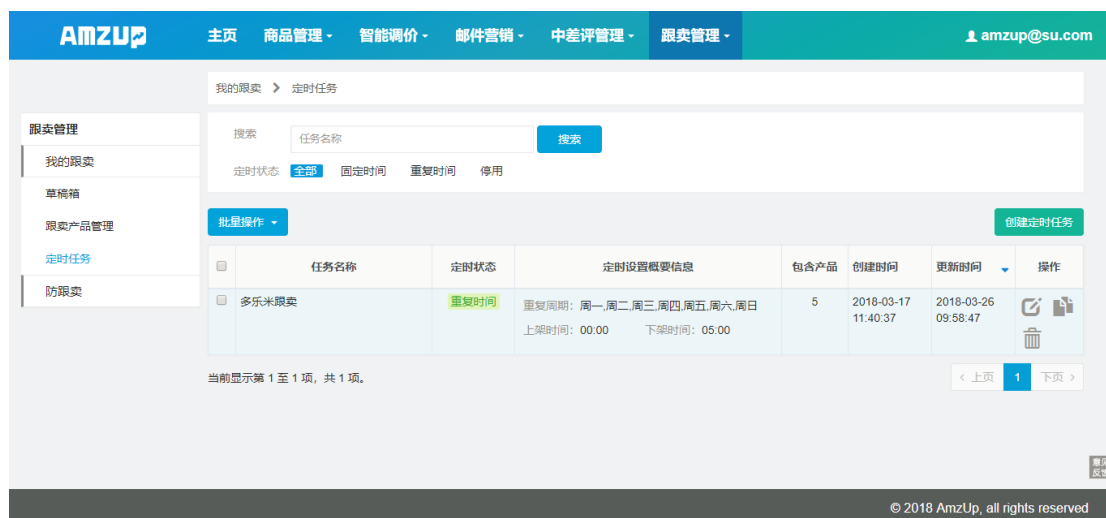 AMZUP 主页 商品管理 智能调价 邮件营销 中差评管理 跟卖管理 amzup@su.com
我的跟卖 > 定时任务
跟卖管理
我的跟卖
草稿箱
跟卖产品管理
定时任务
防跟卖
搜索 任务名称 搜索
定时状态 全部 固定时间 重复时间 停用
批量操作 创建定时任务
任务名称 定时状态 定时设置概要信息 包含产品 创建时间 更新时间 操作
多乐米跟卖 重复时间 重复周期：周一,周二,周三,周四,周五,周六,周日 5 2018-03-17 2018-03-26
上架时间：00:00 下架时间：05:00 11:40:37 09:58:47
当前显示第 1 至 1 项，共 1 项。 < 上页 1 下页 >
© 2018 AmzUp, all rights reserved